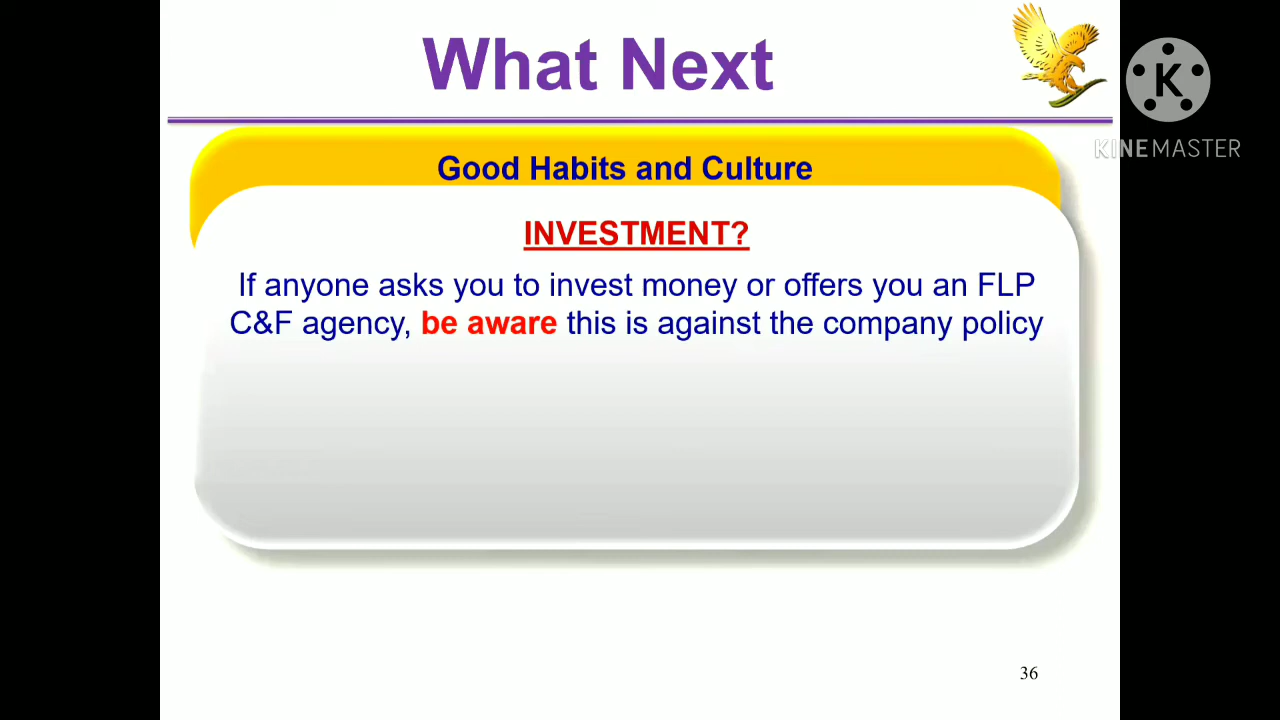 What Next
K
KINEMASTER
Good Habits and Culture
INVESTMENT?
If anyone asks you to invest money or offers you an FLP
C&F agency, be aware this is against the company policy
36